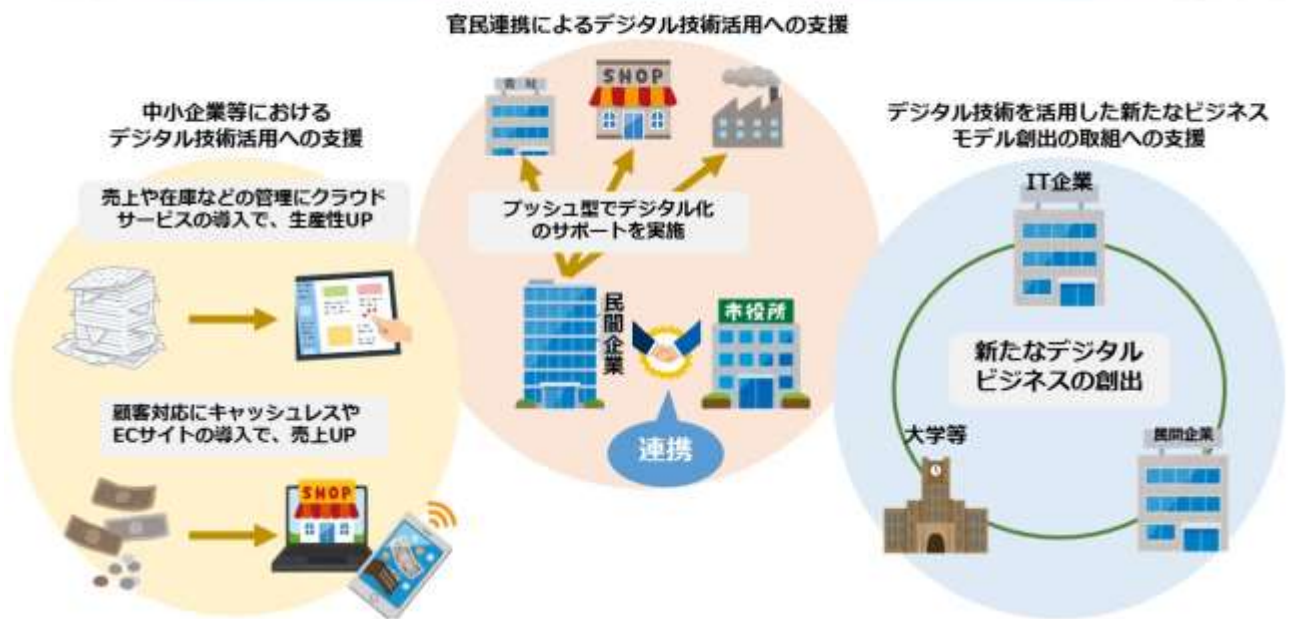 官民連携によるデジタル技術活用への支援
SHOP
プッシュ型でデジタル化
のサポートを実施
民間企業
市役所
連携
中小企業等における
デジタル技術活用への支援
売上や在庫などの管理にクラウド
サービスの導入で、生産性UP
顧客対応にキャッシュレスや
ECサイトの導入で、売上UP
SHOP
デジタル技術を活用した新たなビジネス
モデル創出の取組への支援
IT企業
新たなデジタル
ビジネスの創出
大学等
民間企業